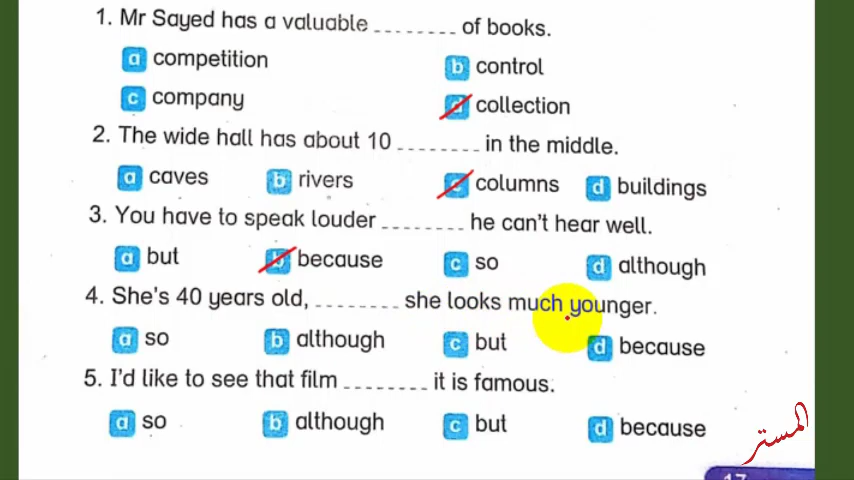 1. Mr Sayed has a valuable ........ of books.
a competition b control
c company d collection
2. The wide hall has about 10 ........ in the middle.
a caves b rivers c columns d buildings
3. You have to speak louder ........ he can't hear well.
a but b because c so d although
4. She's 40 years old, ........ she looks much younger.
a so b although c but d because
5. I'd like to see that film ........ it is famous.
a so b although c but d because
المستر
17